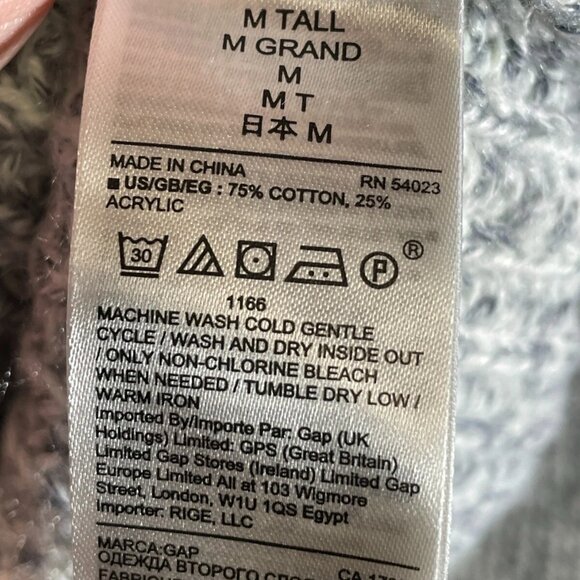 M TALL
M GRAND
M
M T
日本 M
MADE IN CHINA RN 54023
■ US/GB/EG : 75% COTTON, 25%
ACRYLIC
30 P ®
1166
MACHINE WASH COLD GENTLE
CYCLE / WASH AND DRY INSIDE OUT
/ ONLY NON-CHLORINE BLEACH
WHEN NEEDED / TUMBLE DRY LOW /
WARM IRON
Imported By/Importe Par: Gap (UK
Holdings) Limited: GPS (Great Britain)
Limited Gap Stores (Ireland) Limited Gap
Europe Limited All at 103 Wigmore
Street, London, W1U 1QS Egypt
Importer: RIGE, LLC
MARCA:GAP
ОДЕЖДА ВТОРОГО